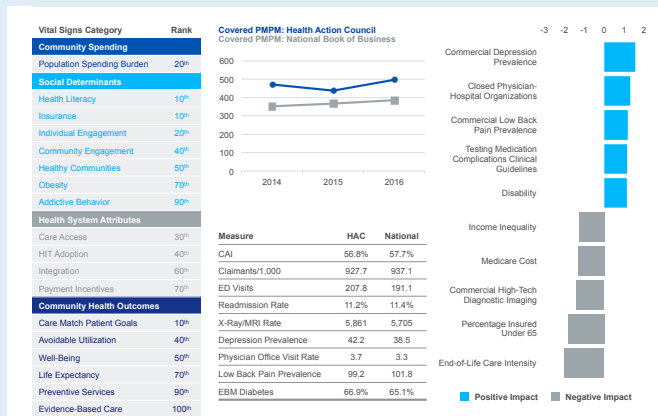 Vital Signs Category Rank
Community Spending
Population Spending Burden 20th
Social Determinants
Health Literacy 10th
Insurance 10th
Individual Engagement 20th
Community Engagement 40th
Healthy Communities 50th
Obesity 70th
Addictive Behavior 90th
Health System Attributes
Care Access 30th
HIT Adoption 40th
Integration 60th
Payment Incentives 70th
Community Health Outcomes
Care Match Patient Goals 10th
Avoidable Utilization 40th
Well-Being 50th
Life Expectancy 70th
Preventive Services 90th
Evidence-Based Care 100th
Covered PMPM: Health Action Council
Covered PMPM: National Book of Business
600
500
400
300
200
100
0
2014 2015 2016
Measure HAC National
CAI 56.8% 57.7%
Claimants/1,000 927.7 937.1
ED Visits 207.8 191.1
Readmission Rate 11.2% 11.4%
X-Ray/MRI Rate 5,861 5,705
Depression Prevalence 42.2 38.5
Physician Office Visit Rate 3.7 3.3
Low Back Pain Prevalence 99.2 101.8
EBM Diabetes 66.9% 65.1%
-3 -2 -1 0 1 2
Commercial Depression
Prevalence
Closed Physician-
Hospital Organizations
Commercial Low Back
Pain Prevalence
Testing Medication
Complications Clinical
Guidelines
Disability
Income Inequality
Medicare Cost
Commercial High-Tech
Diagnostic Imaging
Percentage Insured
Under 65
End-of-Life Care Intensity
Positive Impact Negative Impact